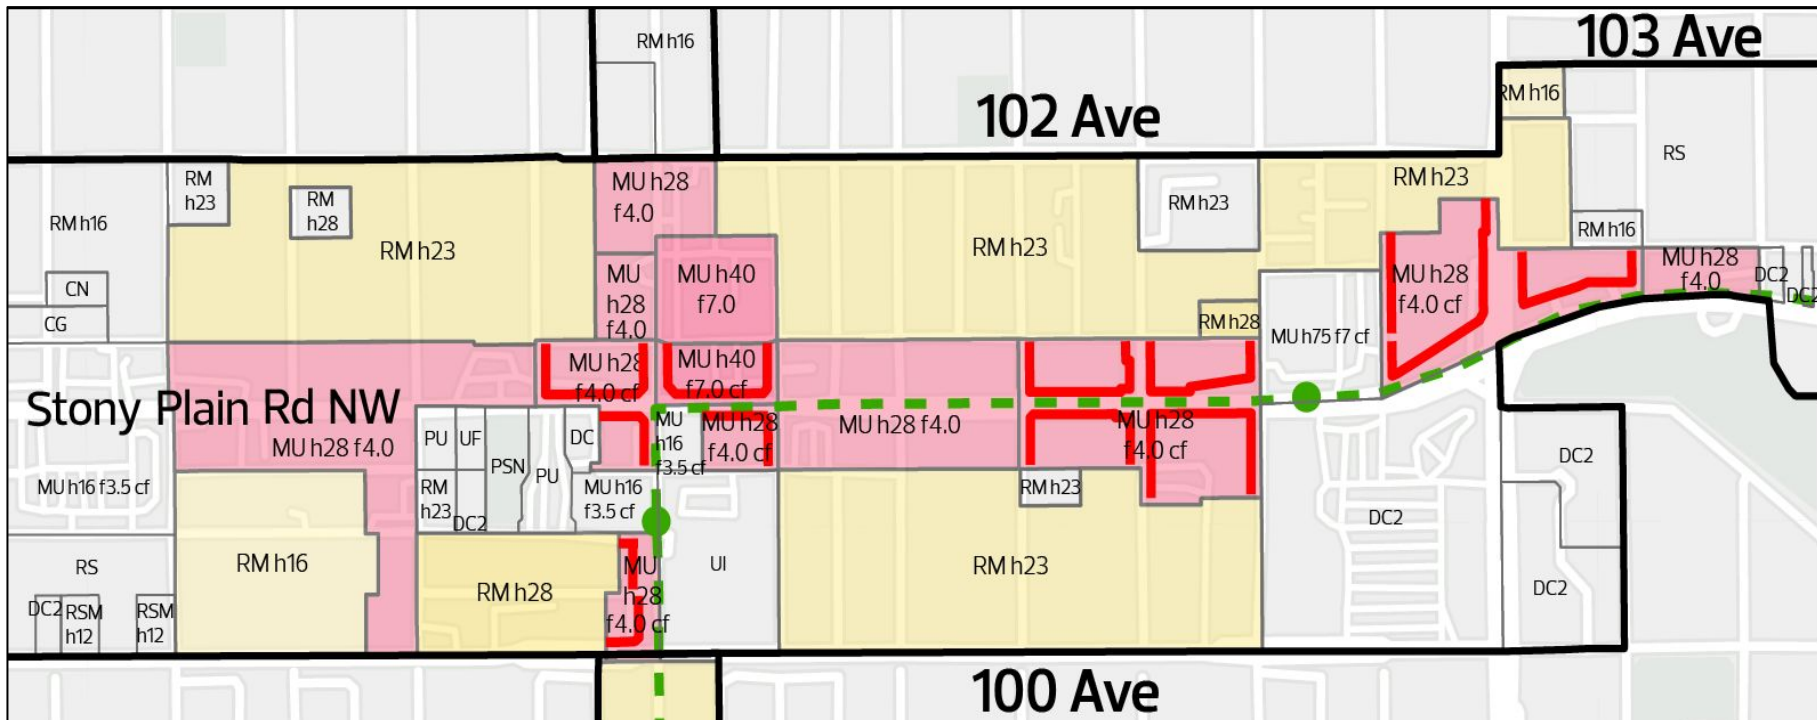 103 Ave
RM h16
RM h16
102 Ave
RS
RM
h23
RM
h28
RM h16
RM h23
MU h28
f4.0
RM h23
RM h23
RM h23
RM h16
CN
CG
MU
h28
f4.0
MU h40
f7.0
RM h28
MU h75 f7 cf
MU h28
f4.0 cf
MU h28
f4.0
DC2
DC2
MU h28
f4.0 cf
MU h40
f7.0 cf
Stony Plain Rd NW
MU h28 f4.0
PU
UF
PSN
PU
DC
MU
h16
f3.5 cf
MU h28
f4.0 cf
MU h28 f4.0
MU h28
f4.0 cf
MU h16 f3.5 cf
RM
h23
DC2
MU h16
f3.5 cf
RM h23
DC2
DC2
RS
RM h16
RM h28
MU
h28
f4.0 cf
UI
RM h23
DC2
DC2
RSM
h12
RSM
h12
100 Ave